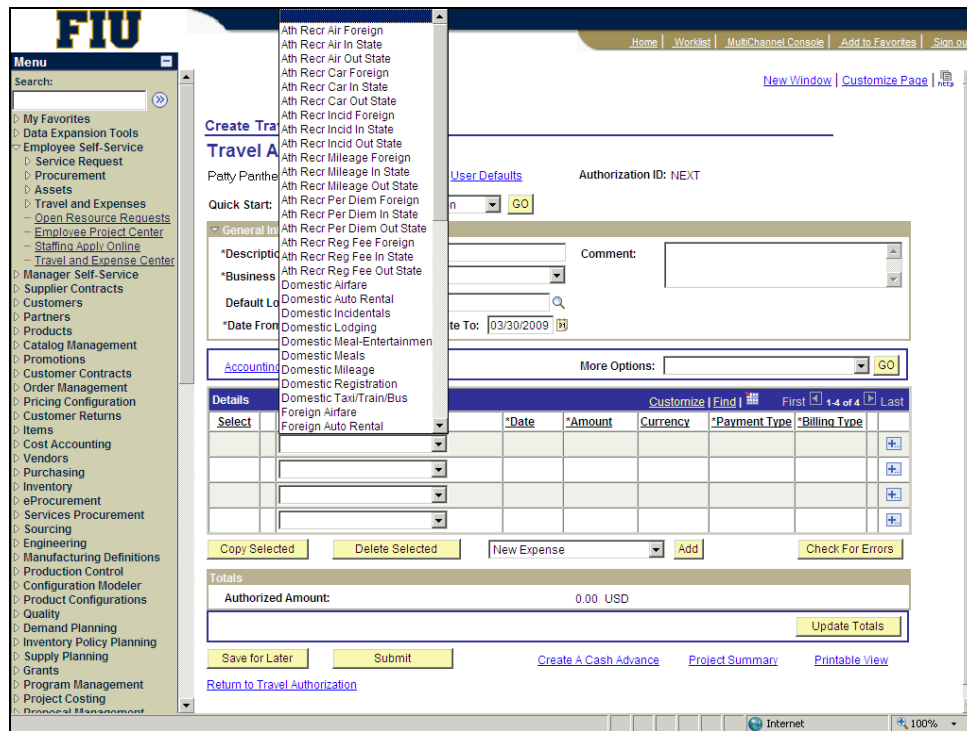 FIU
Home | Worklist | MultiChannel Console | Add to Favorites | Sign ou
Menu
Search:
My Favorites
Data Expansion Tools
Employee Self-Service
Service Request
Procurement
Assets
Travel and Expenses
Open Resource Requests
Employee Project Center
Staffing Apply Online
Travel and Expense Center
Manager Self-Service
Supplier Contracts
Customers
Partners
Products
Catalog Management
Promotions
Customer Contracts
Order Management
Pricing Configuration
Customer Returns
Items
Cost Accounting
Vendors
Purchasing
Inventory
eProcurement
Services Procurement
Sourcing
Engineering
Manufacturing Definitions
Production Control
Configuration Modeler
Product Configurations
Quality
Demand Planning
Inventory Policy Planning
Supply Planning
Grants
Program Management
Project Costing
Proposal Management
New Window | Customize Page | http
Create Tra
Travel A
Patty Panthe
User Defaults
Authorization ID: NEXT
Quick Start:
n
GO
General In
*Descriptio
Comment:
*Business
Default Lo
*Date Fron
te To: 03/30/2009
Accounting
More Options:
GO
Ath Recr Air Foreign
Ath Recr Air In State
Ath Recr Air Out State
Ath Recr Car Foreign
Ath Recr Car In State
Ath Recr Car Out State
Ath Recr Incid Foreign
Ath Recr Incid In State
Ath Recr Incid Out State
Ath Recr Mileage Foreign
Ath Recr Mileage In State
Ath Recr Mileage Out State
Ath Recr Per Diem Foreign
Ath Recr Per Diem In State
Ath Recr Per Diem Out State
Ath Recr Reg Fee Foreign
Ath Recr Reg Fee In State
Ath Recr Reg Fee Out State
Domestic Airfare
Domestic Auto Rental
Domestic Incidentals
Domestic Lodging
Domestic Meal-Entertainmen
Domestic Meals
Domestic Mileage
Domestic Registration
Domestic Taxi/Train/Bus
Foreign Airfare
Foreign Auto Rental
Details
Customize | Find | First 1-4 of 4 Last
Select *Date *Amount Currency *Payment Type *Billing Type
Copy Selected Delete Selected New Expense Add Check For Errors
Totals
Authorized Amount: 0.00 USD
Update Totals
Save for Later Submit Create A Cash Advance Project Summary Printable View
Return to Travel Authorization
Internet 100%